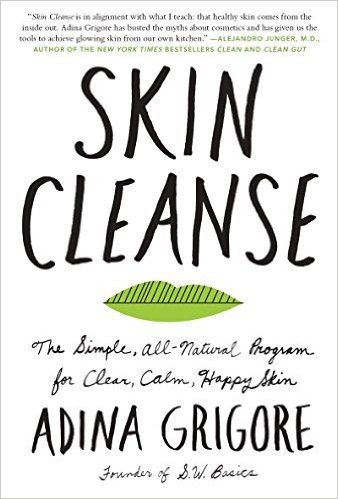 "Skin Cleanse is in alignment with what I teach: that healthy skin comes from the
inside out. Adina Grigore has busted the myths about cosmetics and has given us the
tools to achieve glowing skin from our own kitchen." —ALEJANDRO JUNGER, M.D.,
AUTHOR OF THE NEW YORK TIMES BESTSELLERS CLEAN AND CLEAN GUT
SKIN
CLEANSE
The Simple, All-Natural Program
for Clear, Calm, Happy Skin
ADINA GRIGORE
Founder of S.W. Basics